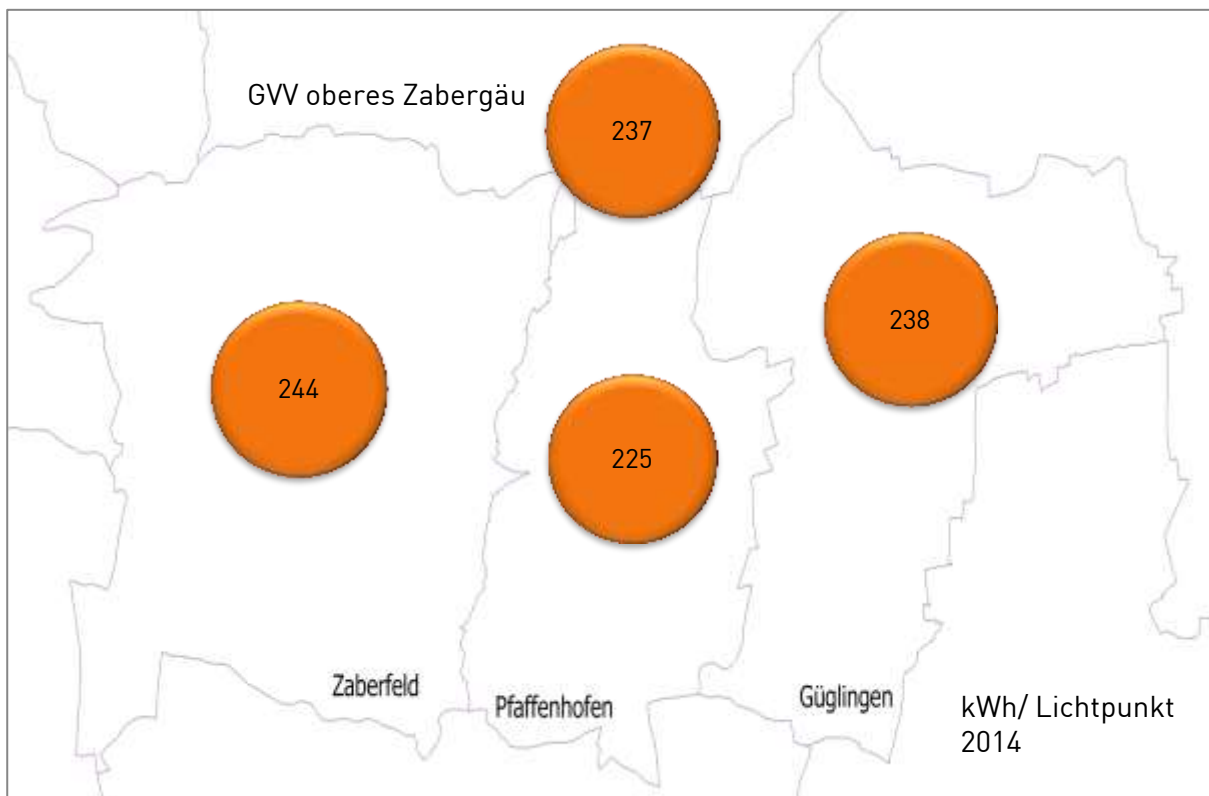 GVV oberes Zabergäu
237
238
244
225
Zaberfeld
Pfaffenhofen
Güglingen
kWh/ Lichtpunkt
2014